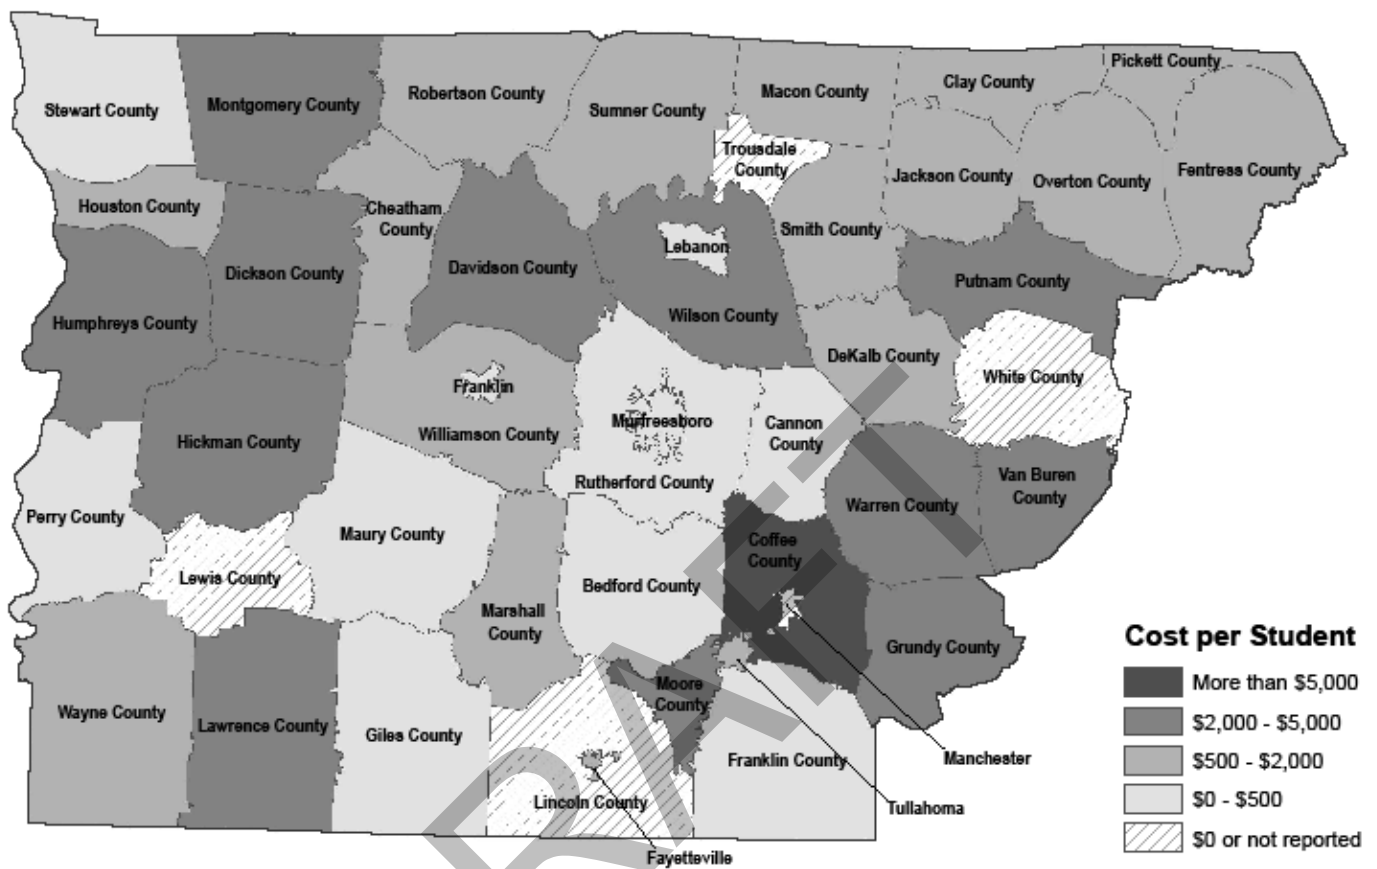 Pickett County
Clay County
Stewart County
Montgomery County
Robertson County
Sumner County
Macon County
Trousdale
County
Fentress County
Jackson County
Overton County
Houston County
Cheatham
County
Smith County
Lebanon
Dickson County
Davidson County
Putnam County
Humphreys County
Wilson County
DeKalb County
White County
Franklin
Murfreesboro
Cannon
County
Hickman County
Williamson County
Rutherford County
Van Buren
County
Warren County
Perry County
Maury County
Coffee
County
Lewis County
Bedford County
Marshall
County
Grundy County
Moore
County
Wayne County
Lawrence County
Giles County
Franklin County
Manchester
Lincoln County
Tullahoma
Fayetteville
Cost per Student
More than $5,000
$2,000 - $5,000
$500 - $2,000
$0 - $500
$0 or not reported